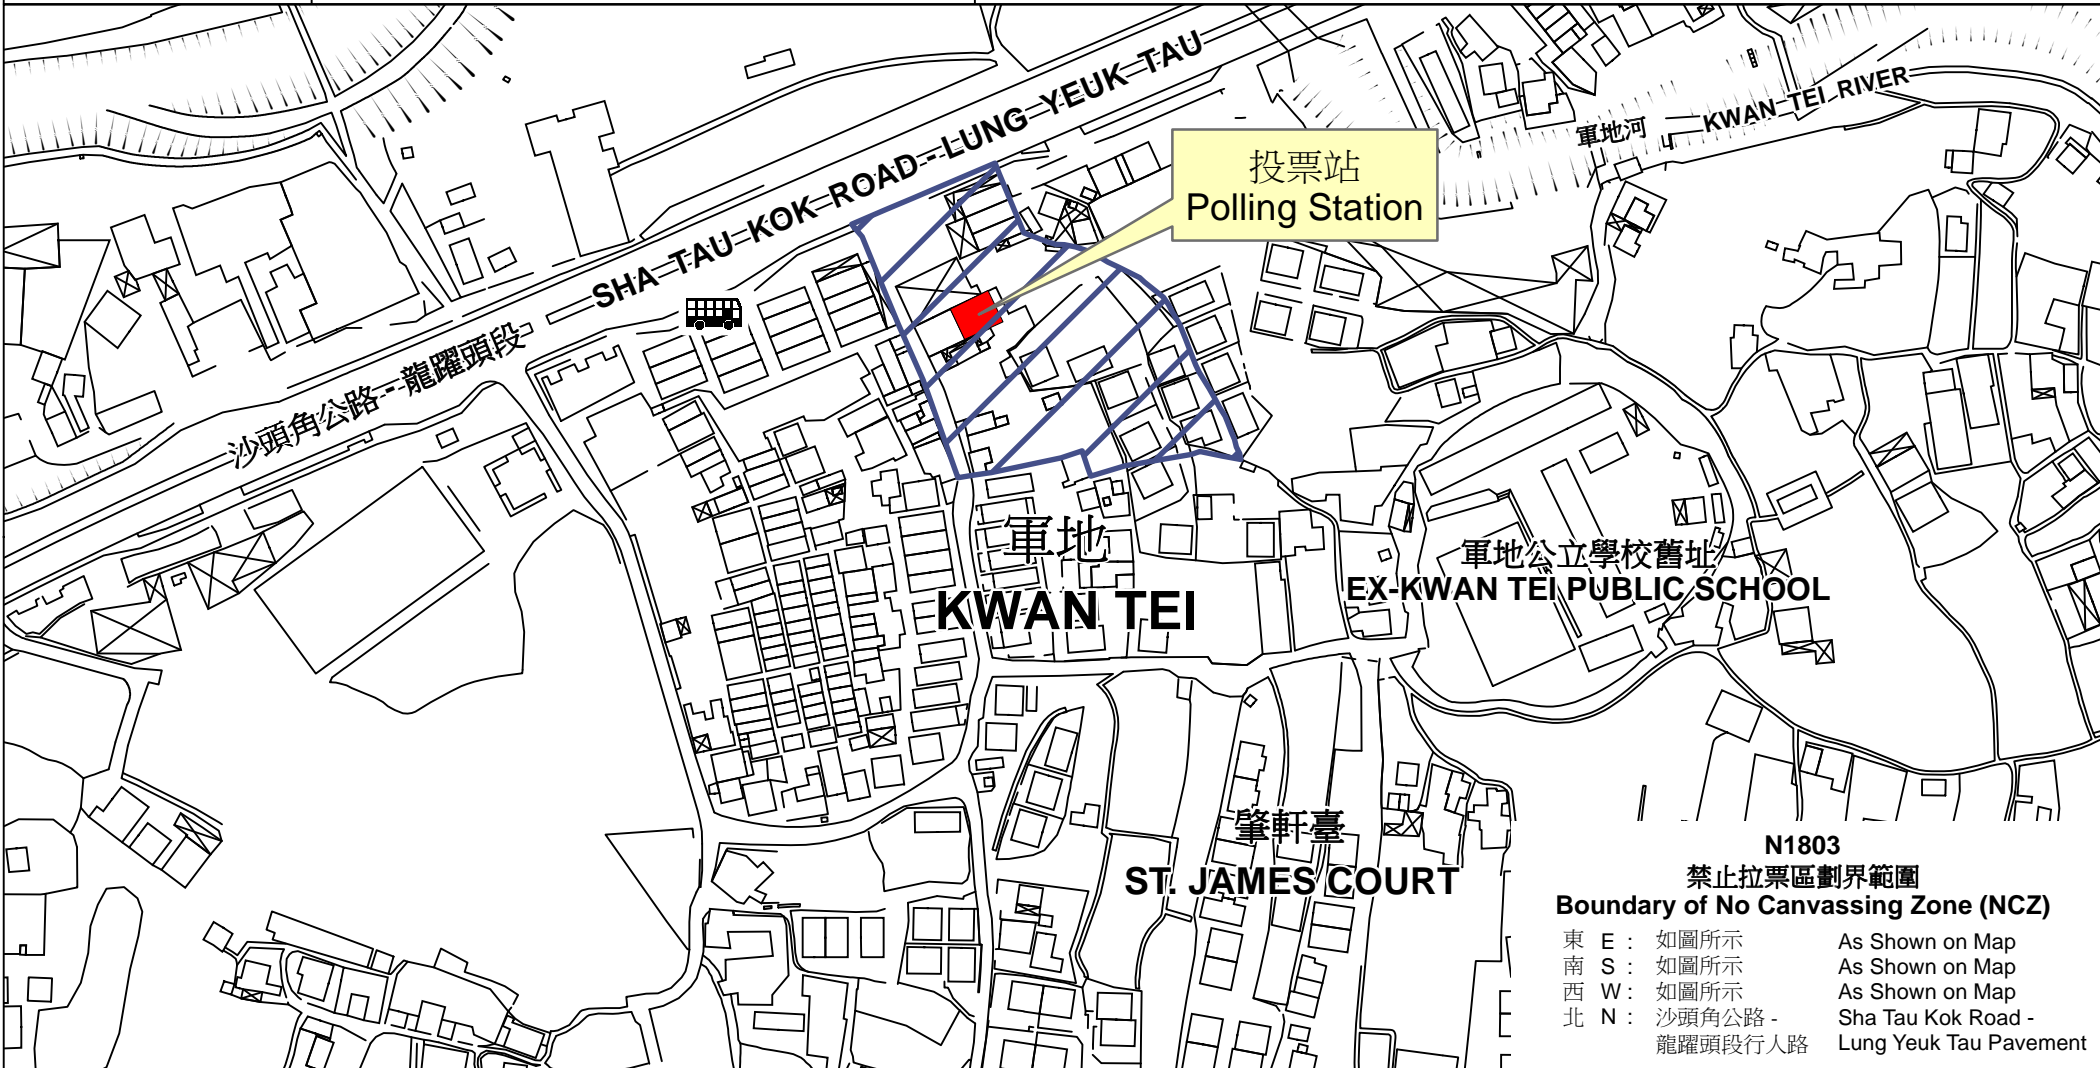 SHA TAU KOK ROAD - LUNG YEUK TAU
沙頭角公路 - 龍躍頭段
軍地河
KWAN TEI RIVER
投票站
Polling Station
軍地
KWAN TEI
軍地公立學校舊址
EX-KWAN TEI PUBLIC SCHOOL
肇軒臺
ST. JAMES COURT
N1803
禁止拉票區劃界範圍
Boundary of No Canvassing Zone (NCZ)
東 E : 如圖所示 As Shown on Map
南 S : 如圖所示 As Shown on Map
西 W : 如圖所示 As Shown on Map
北 N : 沙頭角公路 - Sha Tau Kok Road -
龍躍頭段行人路 Lung Yeuk Tau Pavement